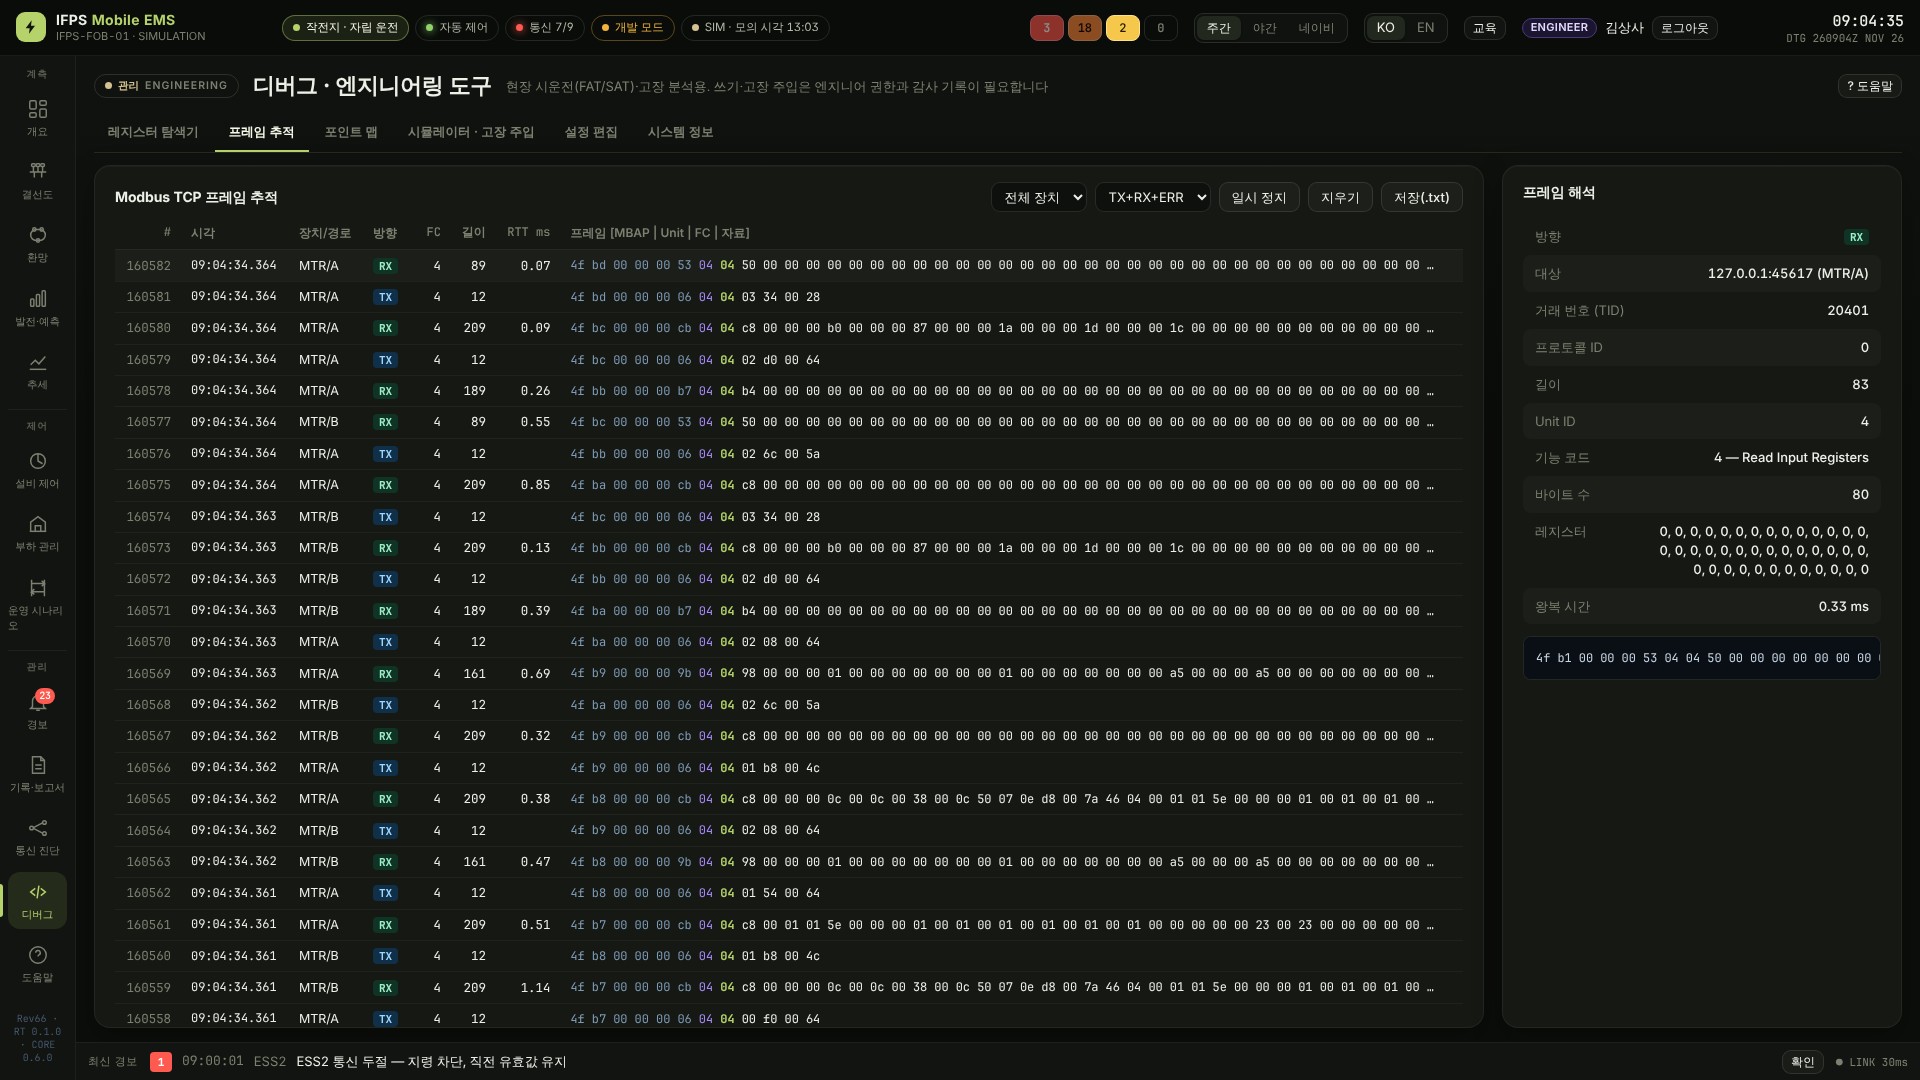 IFPS Mobile EMS
IFPS-FOB-01 · SIMULATION
작전지 · 자립 운전
자동 제어
통신 7/9
개발 모드
SIM · 모의 시각 13:03
3 18 2 0
주간 야간 네이비
KO EN
교육
ENGINEER 김상사 로그아웃
09:04:35
DTG 260904Z NOV 26
계측
개요
결선도
환망
발전·예측
추세
제어
설비 제어
부하 관리
운영 시나리오
관리
23
경보
기록·보고서
통신 진단
디버그
도움말
Rev66 · RT 0.1.0 · CORE 0.6.0
관리 ENGINEERING
디버그 · 엔지니어링 도구
현장 시운전(FAT/SAT)·고장 분석용. 쓰기·고장 주입은 엔지니어 권한과 감사 기록이 필요합니다
? 도움말
레지스터 탐색기 프레임 추적 포인트 맵 시뮬레이터 · 고장 주입 설정 편집 시스템 정보
Modbus TCP 프레임 추적
전체 장치 TX+RX+ERR 일시 정지 지우기 저장(.txt)
# 시각 장치/경로 방향 FC 길이 RTT ms 프레임 [MBAP | Unit | FC | 자료]
160582 09:04:34.364 MTR/A RX 4 89 0.07 4f bd 00 00 00 53 04 04 50 00 00 00 00 00 00 00 00 00 00 00 00 00 00 00 00 00 00 00 00 00 00 00 00 00 00 00 00 00 00 00 00 …
160581 09:04:34.364 MTR/A TX 4 12 4f bd 00 00 00 06 04 04 03 34 00 28
160580 09:04:34.364 MTR/A RX 4 209 0.09 4f bc 00 00 00 cb 04 04 c8 00 00 00 b0 00 00 00 87 00 00 00 1a 00 00 00 1d 00 00 00 1c 00 00 00 00 00 00 00 00 00 00 00 …
160579 09:04:34.364 MTR/A TX 4 12 4f bc 00 00 00 06 04 04 02 d0 00 64
160578 09:04:34.364 MTR/A RX 4 189 0.26 4f bb 00 00 00 b7 04 04 b4 00 00 00 00 00 00 00 00 00 00 00 00 00 00 00 00 00 00 00 00 00 00 00 00 00 00 00 00 00 00 00 00 …
160577 09:04:34.364 MTR/B RX 4 89 0.55 4f bc 00 00 00 53 04 04 50 00 00 00 00 00 00 00 00 00 00 00 00 00 00 00 00 00 00 00 00 00 00 00 00 00 00 00 00 00 00 00 00 …
160576 09:04:34.364 MTR/A TX 4 12 4f bb 00 00 00 06 04 04 02 6c 00 5a
160575 09:04:34.364 MTR/A RX 4 209 0.85 4f ba 00 00 00 cb 04 04 c8 00 00 00 00 00 00 00 00 00 00 00 00 00 00 00 00 00 00 00 00 00 00 00 00 00 00 00 00 00 00 00 00 …
160574 09:04:34.363 MTR/B TX 4 12 4f bc 00 00 00 06 04 04 03 34 00 28
160573 09:04:34.363 MTR/B RX 4 209 0.13 4f bb 00 00 00 cb 04 04 c8 00 00 00 b0 00 00 00 87 00 00 00 1a 00 00 00 1d 00 00 00 1c 00 00 00 00 00 00 00 00 00 00 00 …
160572 09:04:34.363 MTR/B TX 4 12 4f bb 00 00 00 06 04 04 02 d0 00 64
160571 09:04:34.363 MTR/B RX 4 189 0.39 4f ba 00 00 00 b7 04 04 b4 00 00 00 00 00 00 00 00 00 00 00 00 00 00 00 00 00 00 00 00 00 00 00 00 00 00 00 00 00 00 00 00 …
160570 09:04:34.363 MTR/A TX 4 12 4f ba 00 00 00 06 04 04 02 08 00 64
160569 09:04:34.363 MTR/A RX 4 161 0.69 4f b9 00 00 00 9b 04 04 98 00 00 00 01 00 00 00 00 00 00 00 01 00 00 00 00 00 00 00 a5 00 00 00 a5 00 00 00 00 00 00 00 …
160568 09:04:34.362 MTR/B TX 4 12 4f ba 00 00 00 06 04 04 02 6c 00 5a
160567 09:04:34.362 MTR/B RX 4 209 0.32 4f b9 00 00 00 cb 04 04 c8 00 00 00 00 00 00 00 00 00 00 00 00 00 00 00 00 00 00 00 00 00 00 00 00 00 00 00 00 00 00 00 00 …
160566 09:04:34.362 MTR/A TX 4 12 4f b9 00 00 00 06 04 04 01 b8 00 4c
160565 09:04:34.362 MTR/A RX 4 209 0.38 4f b8 00 00 00 cb 04 04 c8 00 00 00 0c 00 0c 00 38 00 0c 50 07 0e d8 00 7a 46 04 00 01 01 5e 00 00 00 01 00 01 00 01 00 …
160564 09:04:34.362 MTR/B TX 4 12 4f b9 00 00 00 06 04 04 02 08 00 64
160563 09:04:34.362 MTR/B RX 4 161 0.47 4f b8 00 00 00 9b 04 04 98 00 00 00 01 00 00 00 00 00 00 00 01 00 00 00 00 00 00 00 a5 00 00 00 a5 00 00 00 00 00 00 00 …
160562 09:04:34.361 MTR/A TX 4 12 4f b8 00 00 00 06 04 04 01 54 00 64
160561 09:04:34.361 MTR/A RX 4 209 0.51 4f b7 00 00 00 cb 04 04 c8 00 01 01 5e 00 00 00 01 00 01 00 01 00 01 00 01 00 01 00 00 00 00 00 23 00 23 00 00 00 00 00 …
160560 09:04:34.361 MTR/B TX 4 12 4f b8 00 00 00 06 04 04 01 b8 00 4c
160559 09:04:34.361 MTR/B RX 4 209 1.14 4f b7 00 00 00 cb 04 04 c8 00 00 00 0c 00 0c 00 38 00 0c 50 07 0e d8 00 7a 46 04 00 01 01 5e 00 00 00 01 00 01 00 01 00 …
160558 09:04:34.361 MTR/A TX 4 12 4f b7 00 00 00 06 04 04 00 f0 00 64
프레임 해석
방향 RX
대상 127.0.0.1:45617 (MTR/A)
거래 번호 (TID) 20401
프로토콜 ID 0
길이 83
Unit ID 4
기능 코드 4 — Read Input Registers
바이트 수 80
레지스터 0, 0, 0, 0, 0, 0, 0, 0, 0, 0, 0, 0, 0, 0,
0, 0, 0, 0, 0, 0, 0, 0, 0, 0, 0, 0, 0, 0,
0, 0, 0, 0, 0, 0, 0, 0, 0, 0, 0, 0
왕복 시간 0.33 ms
4f b1 00 00 00 53 04 04 50 00 00 00 00 00 00 00
최신 경보 1 09:00:01 ESS2 ESS2 통신 두절 — 지령 차단, 직전 유효값 유지
확인 LINK 30ms